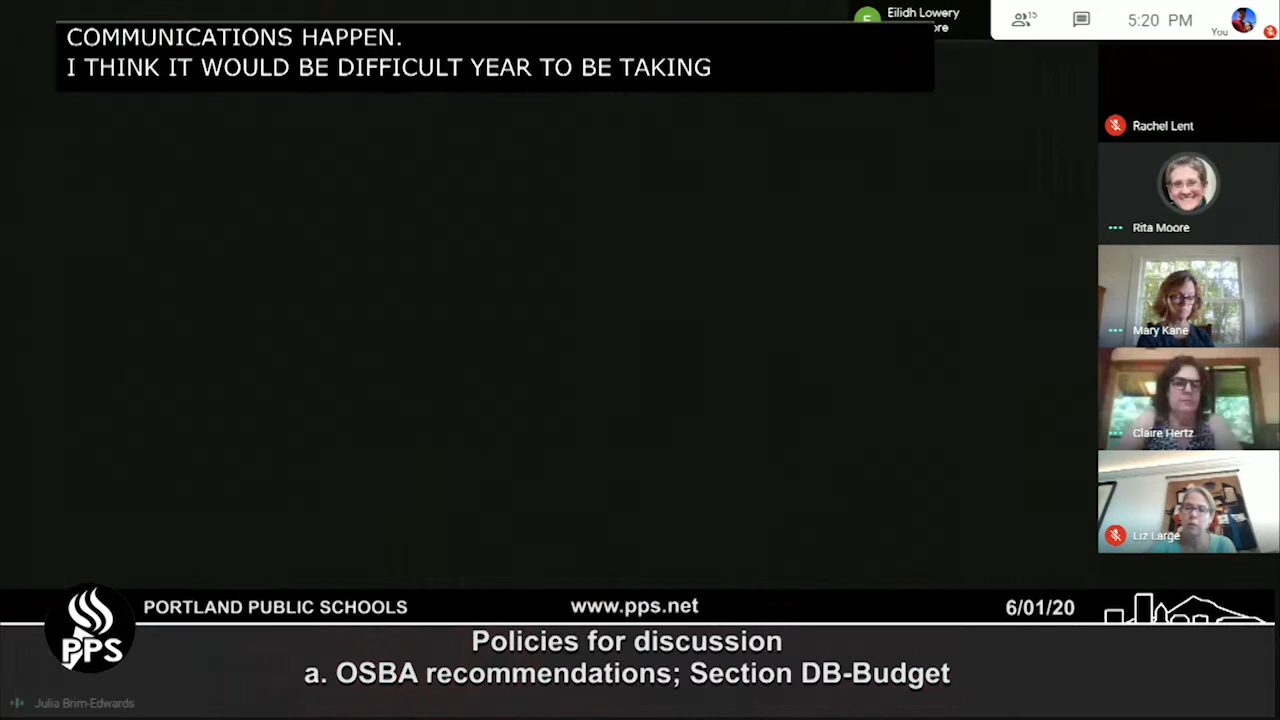 COMMUNICATIONS HAPPEN.
I THINK IT WOULD BE DIFFICULT YEAR TO BE TAKING
E
Eilidh Lowery
ore
15
5:20 PM
You
Rachel Lent
Rita Moore
Mary Kane
Claire Hertz
Liz Large
PPS
PORTLAND PUBLIC SCHOOLS
www.pps.net
6/01/20
Policies for discussion
a. OSBA recommendations; Section DB-Budget
Julia Brim-Edwards